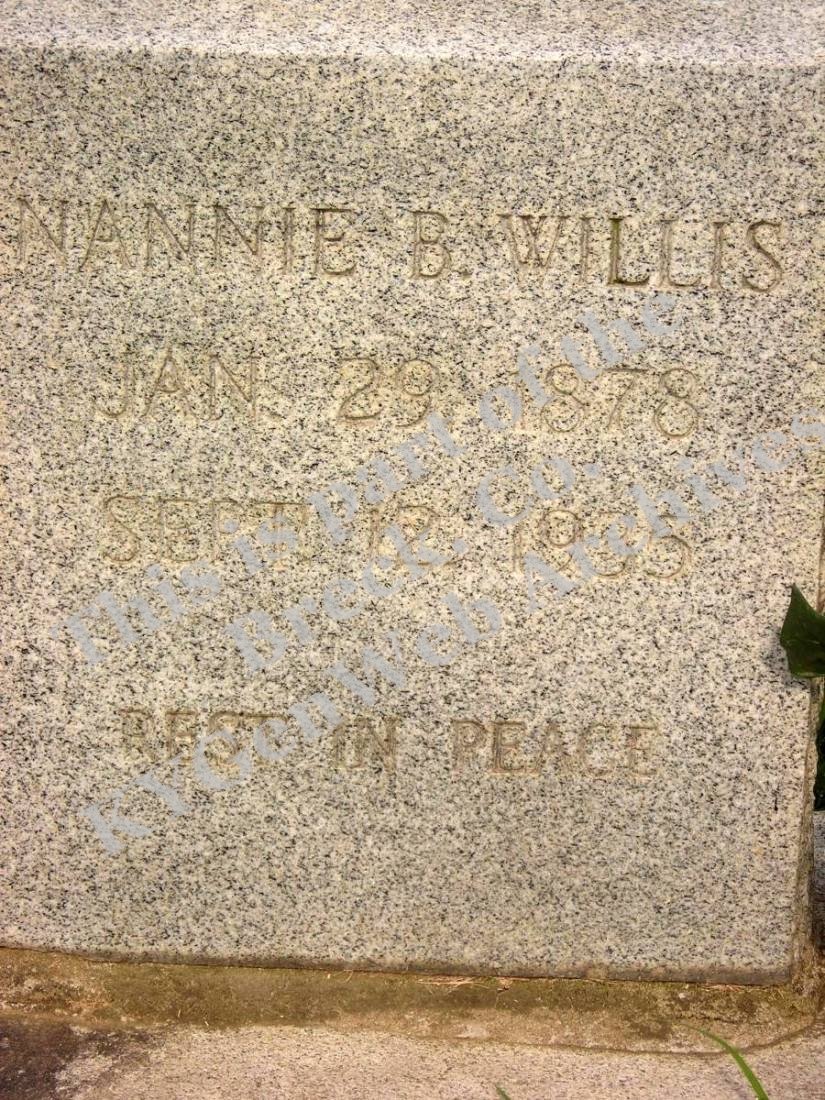 NANNIE B. WILLIS
JAN. 29, 1878
SEPT. 12, 1935
REST IN PEACE
This is part of the
Breck. Co.
KYGenWeb Archives